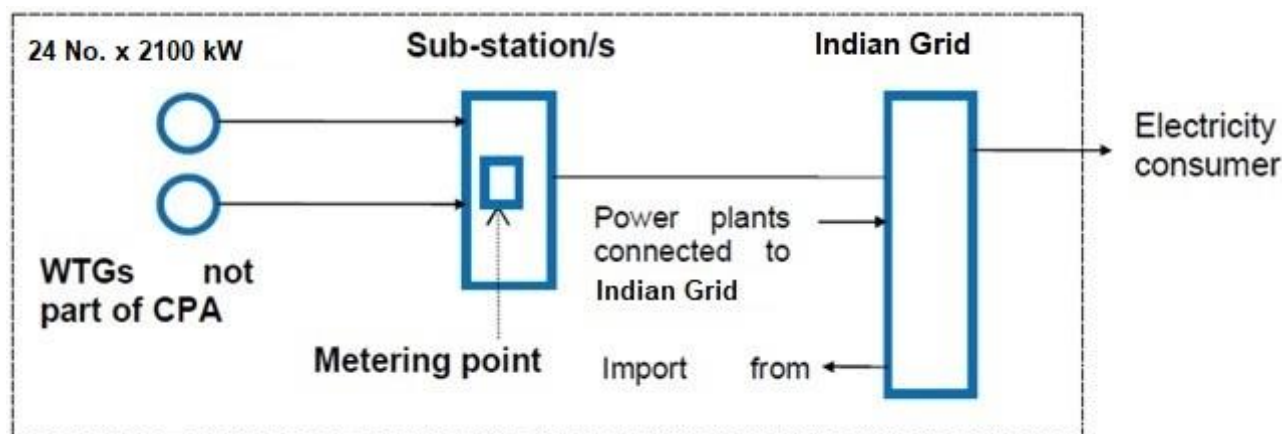 24 No. x 2100 kW
Sub-station/s
Indian Grid
Electricity
consumer
Power plants
connected to
Indian Grid
WTGs not
part of CPA
Metering point
Import from